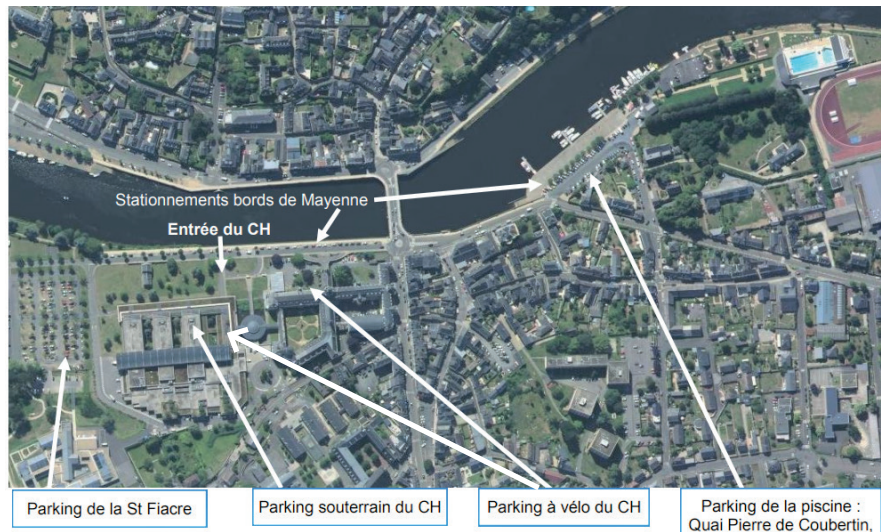 Stationnements bords de Mayenne
Entrée du CH
Parking de la St Fiacre
Parking souterrain du CH
Parking à vélo du CH
Parking de la piscine :
Quai Pierre de Coubertin,